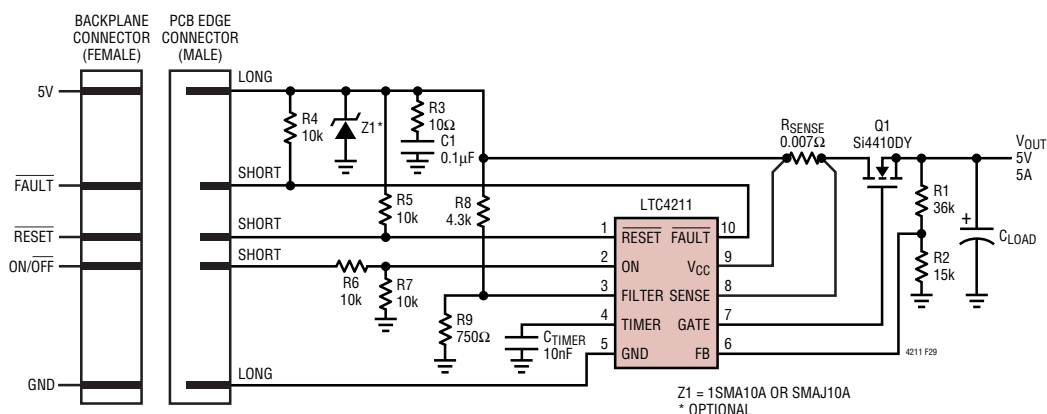 BACKPLANE
CONNECTOR
(FEMALE)
PCB EDGE
CONNECTOR
(MALE)
LONG
5V
R4
10k
Z1*
R3
10Ω
C1
0.1µF
RSENSE
0.007Ω
Q1
Si4410DY
VOUT
5V
5A
FAULT
SHORT
R5
10k
R8
4.3k
LTC4211
R1
36k
+
CLOAD
RESET
SHORT
1
RESET
FAULT
10
ON/OFF
SHORT
R6
10k
R7
10k
2
ON
VCC
9
R2
15k
3
FILTER
SENSE
8
R9
750Ω
4
TIMER
GATE
7
CTIMER
10nF
5
GND
FB
6
4211 F29
GND
LONG
Z1 = 1SMA10A OR SMAJ10A
* OPTIONAL